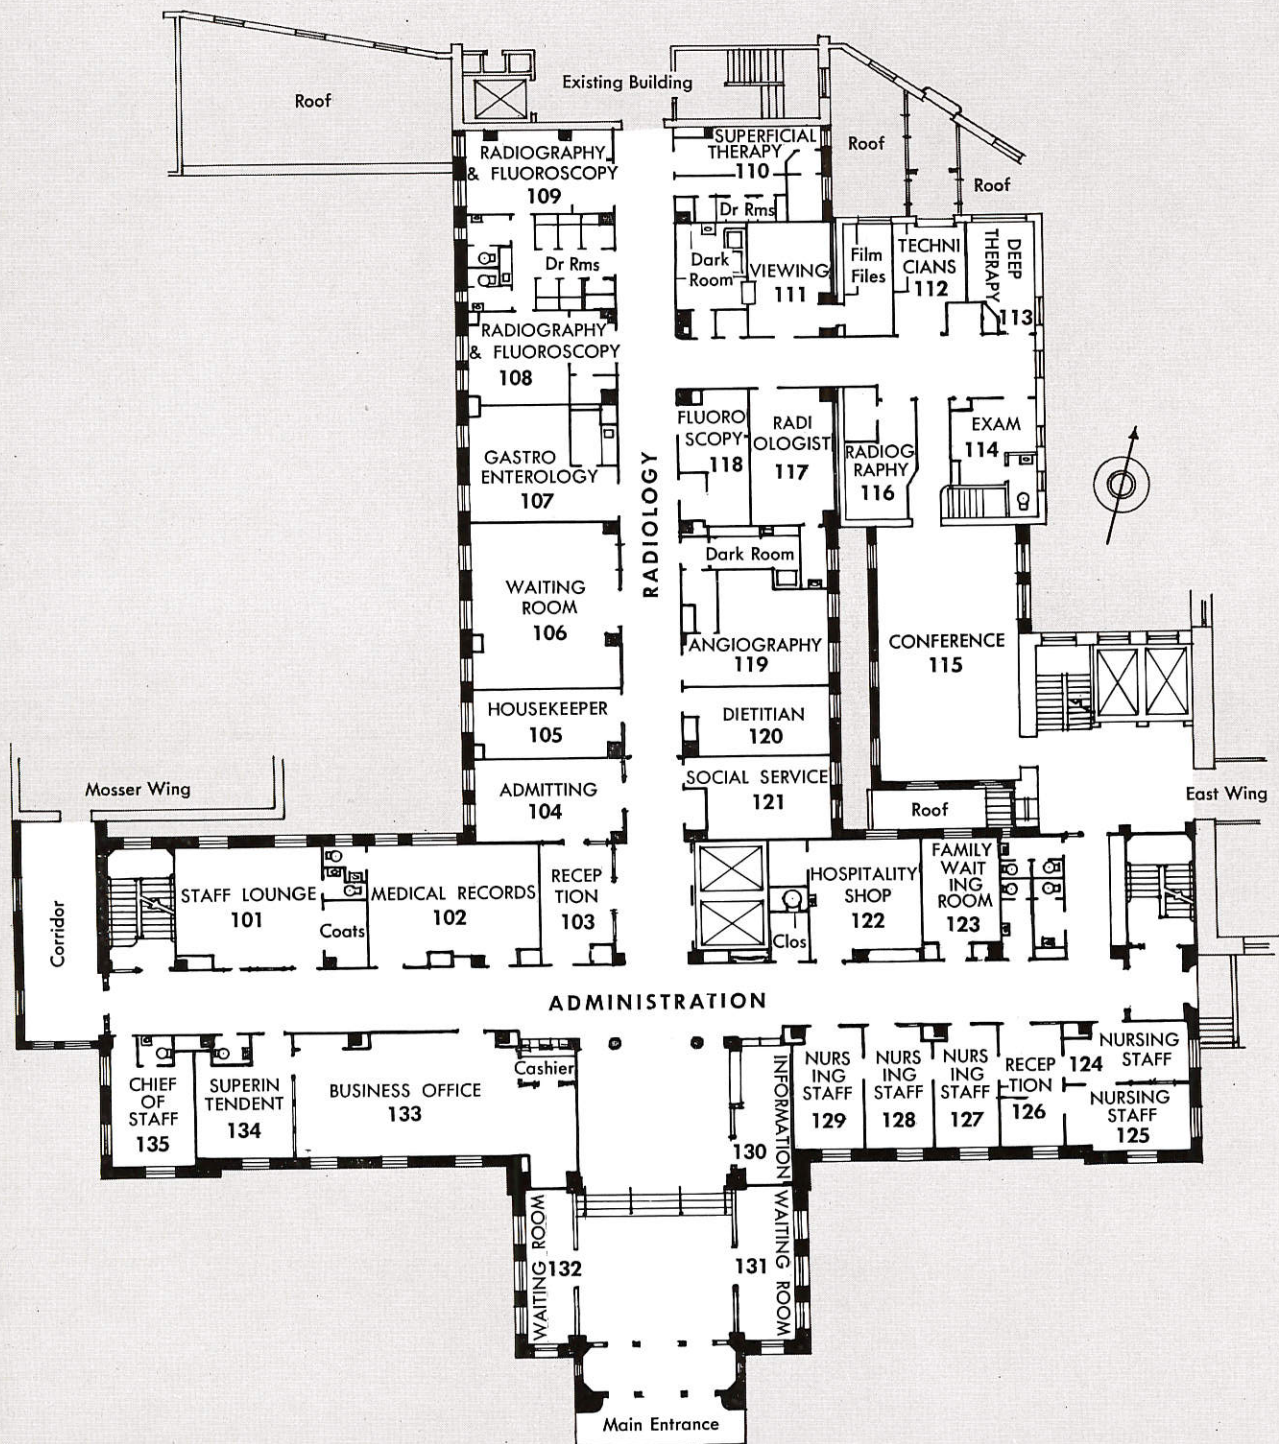 Existing Building
Roof
SUPERFICIAL
THERAPY
110
Dr Rms
Roof
Roof
RADIOGRAPHY
& FLUOROSCOPY
109
Dr Rms
Dark
Room
VIEWING
111
Film
Files
TECHNI
CIANS
112
DEEP
THERAPY
113
RADIOGRAPHY
& FLUOROSCOPY
108
FLUORO
SCOPY
118
RADI
OLOGIST
117
RADIOG
RAPHY
116
EXAM
114
GASTRO
ENTEROLOGY
107
RADIOLOGY
Dark Room
WAITING
ROOM
106
ANGIOGRAPHY
119
CONFERENCE
115
HOUSEKEEPER
105
DIETITIAN
120
ADMITTING
104
SOCIAL SERVICE
121
Roof
East Wing
Mosser Wing
Corridor
STAFF LOUNGE
101
Coats
MEDICAL RECORDS
102
RECEP
TION
103
Clos
HOSPITALITY
SHOP
122
FAMILY
WAIT
ING
ROOM
123
ADMINISTRATION
CHIEF
OF
STAFF
135
SUPERIN
TENDENT
134
BUSINESS OFFICE
133
Cashier
INFORMATION
130
NURS
ING
STAFF
129
NURS
ING
STAFF
128
NURS
ING
STAFF
127
RECEP
TION
126
124
NURSING
STAFF
NURSING
STAFF
125
WAITING ROOM
132
131
WAITING ROOM
Main Entrance